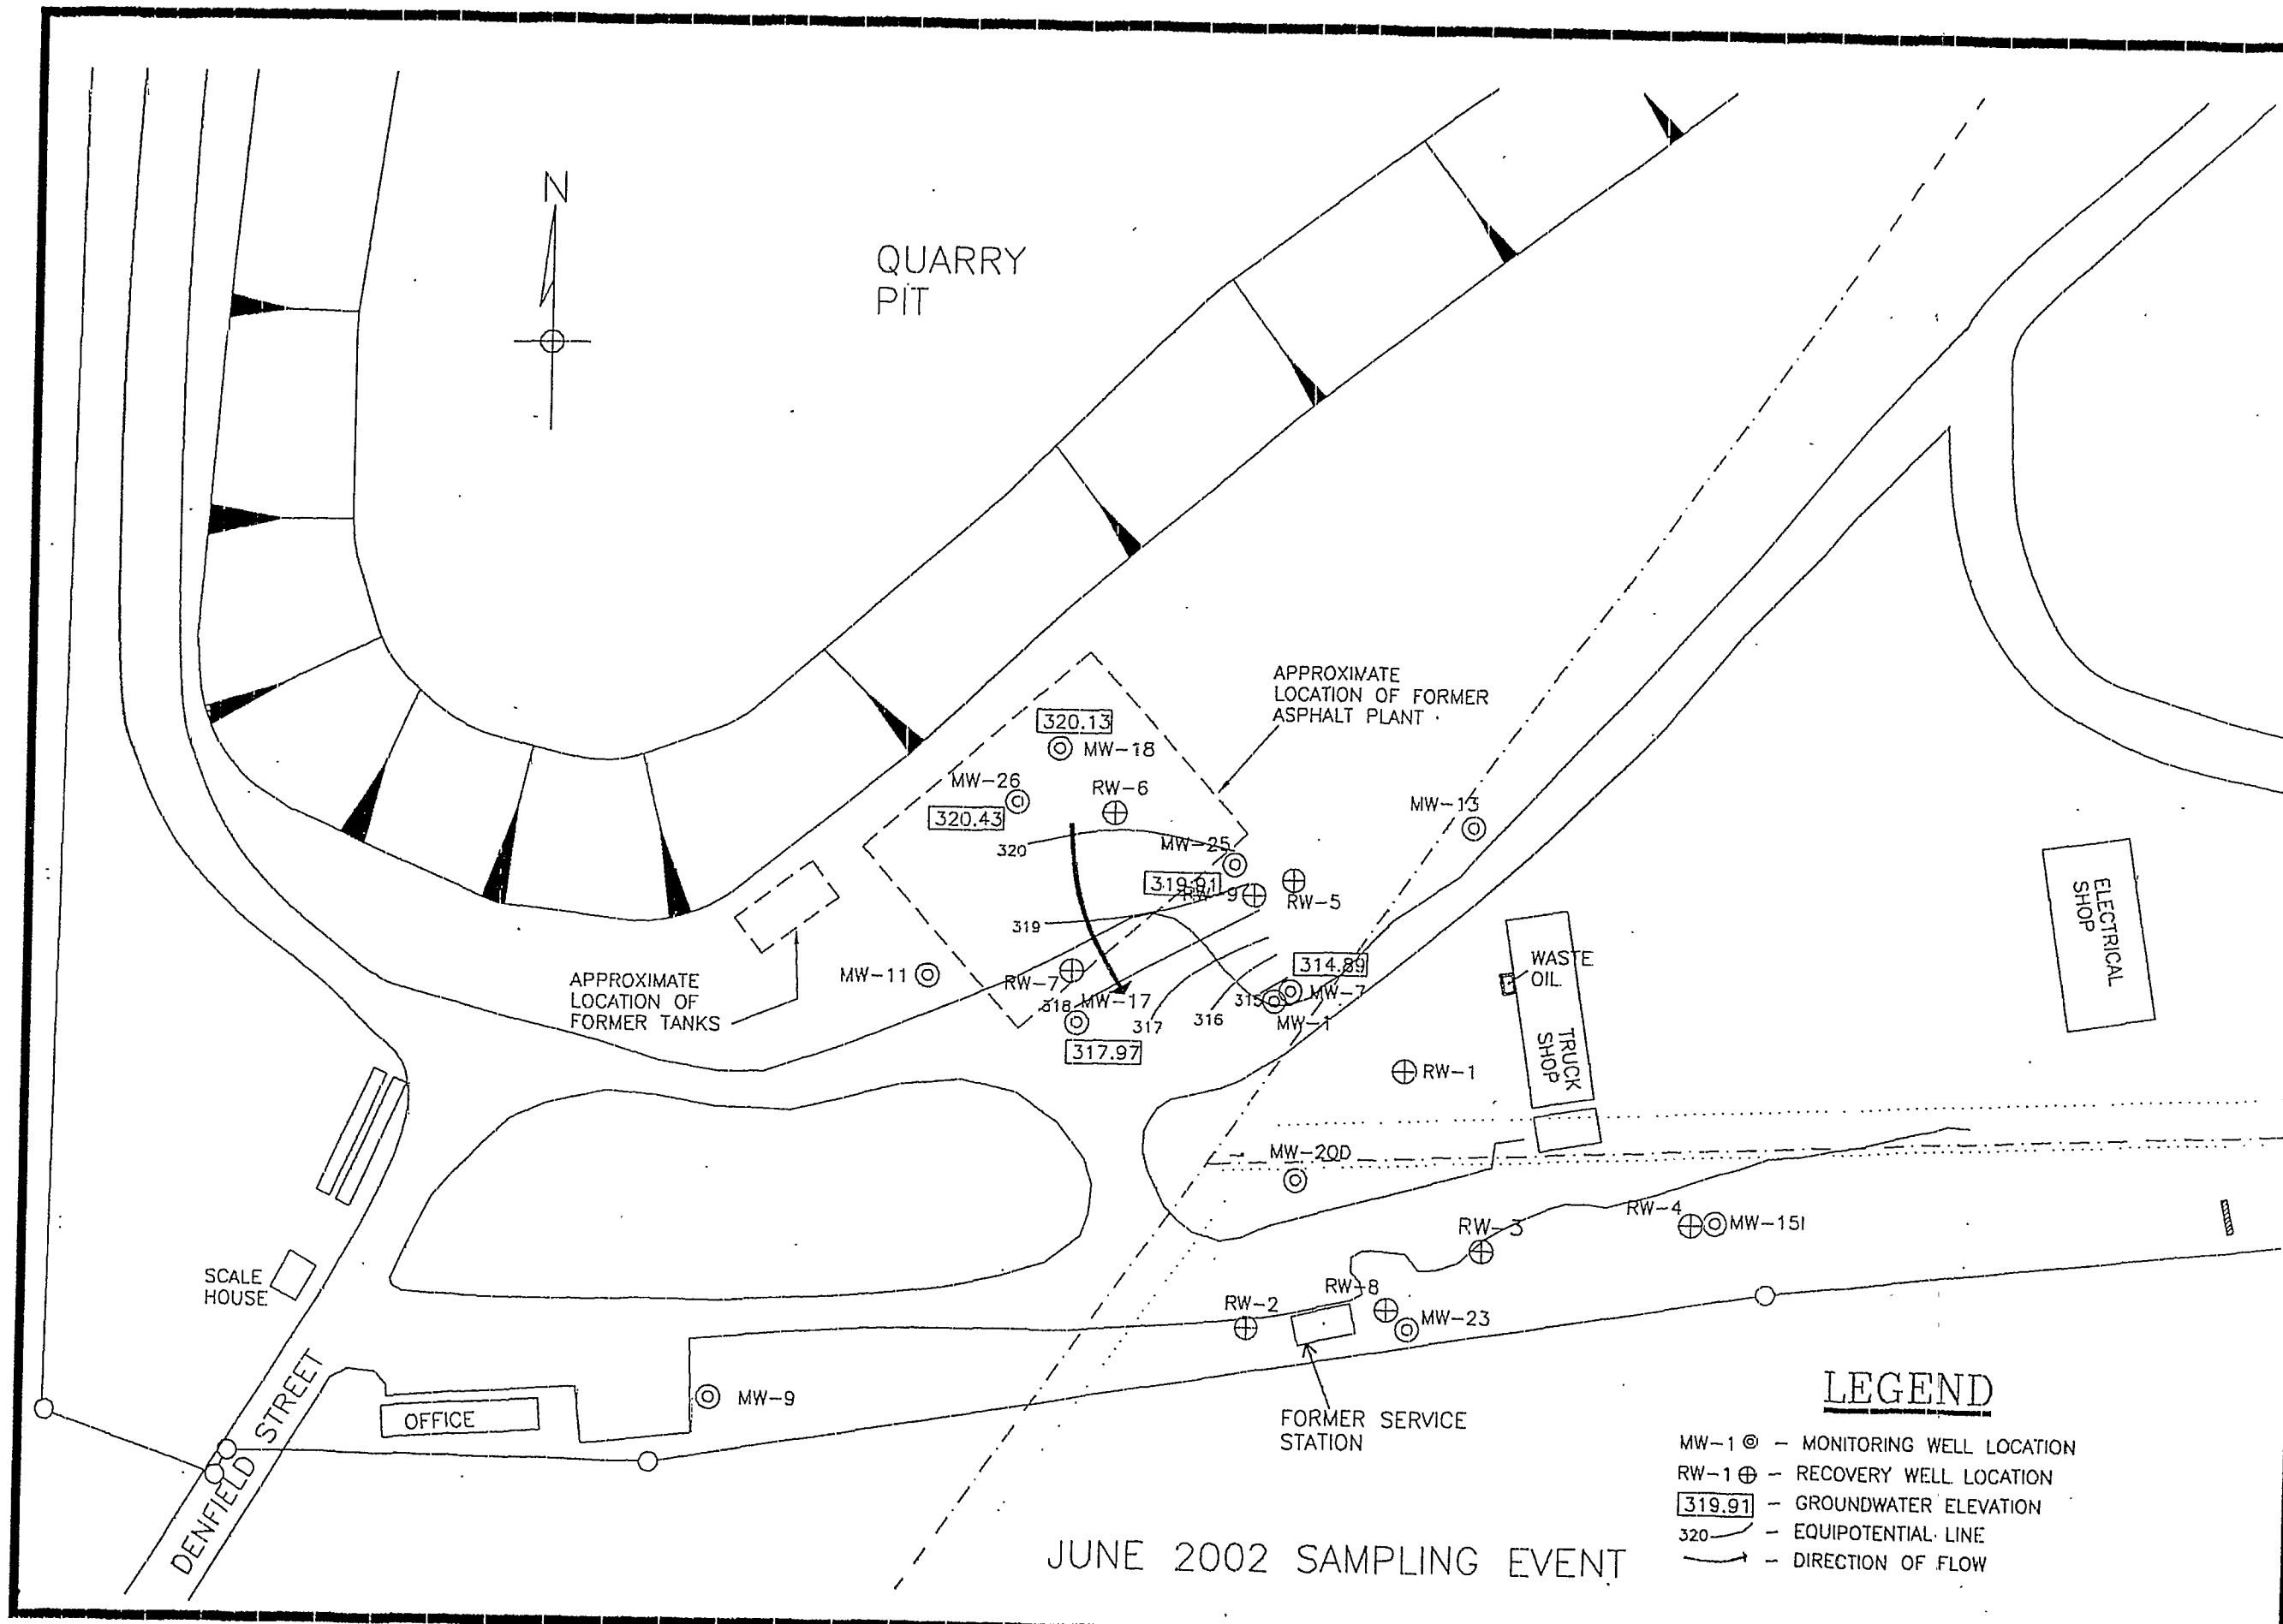 N
QUARRY
PIT
APPROXIMATE
LOCATION OF FORMER
ASPHALT PLANT
320.13
MW-18
MW-26
RW-6
320.43
MW-13
320
MW-25
319.91
RW-9
RW-5
319
MW-11
RW-7
314.89
WASTE
OIL
318
MW-17
317
316
315
MW-7
MW-1
317.97
APPROXIMATE
LOCATION OF
FORMER TANKS
ELECTRICAL
SHOP
TRUCK
SHOP
RW-1
MW-20D
RW-4
MW-15I
RW-3
SCALE
HOUSE
RW-8
RW-2
MW-23
MW-9
OFFICE
DENFIELD STREET
FORMER SERVICE
STATION
LEGEND
MW-1 - MONITORING WELL LOCATION
RW-1 - RECOVERY WELL LOCATION
319.91 - GROUNDWATER ELEVATION
320 - EQUIPOTENTIAL LINE
- DIRECTION OF FLOW
JUNE 2002 SAMPLING EVENT